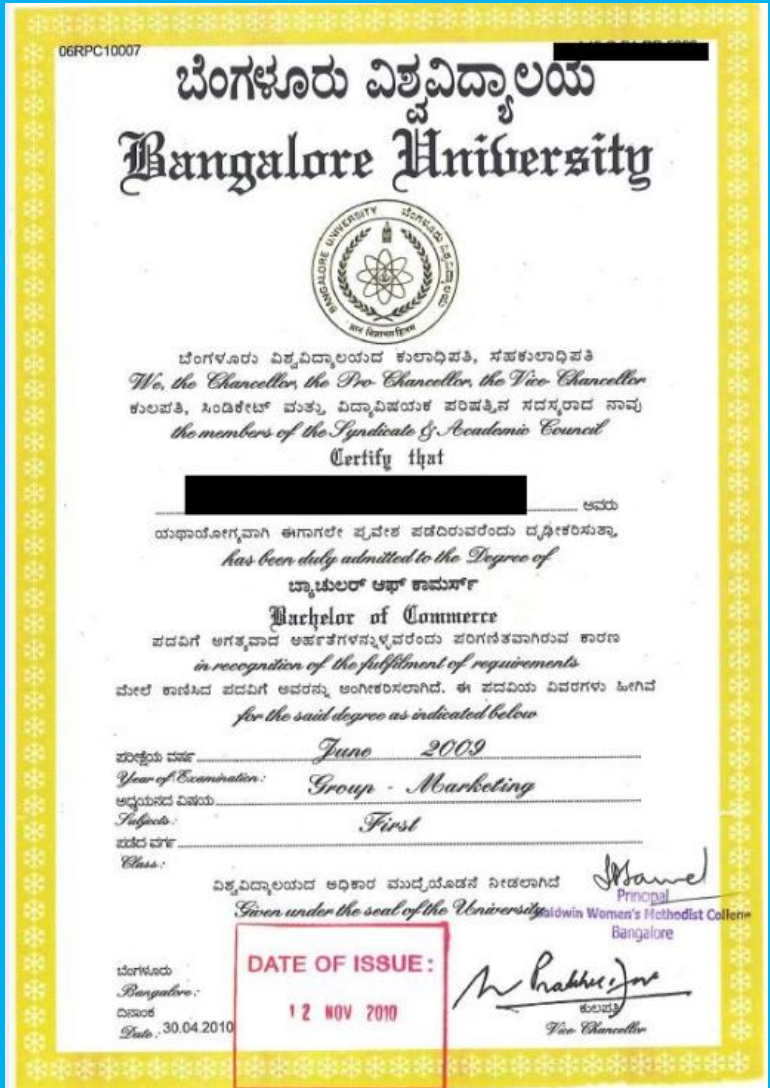 06RPC10007
ಬೆಂಗಳೂರು ವಿಶ್ವವಿದ್ಯಾಲಯ
Bangalore University
BANGALORE UNIVERSITY ಬೆಂಗಳೂರು ವಿಶ್ವವಿದ್ಯಾಲಯ
ಬೆಂಗಳೂರು ವಿಶ್ವವಿದ್ಯಾಲಯದ ಕುಲಾಧಿಪತಿ, ಸಹಕುಲಾಧಿಪತಿ
We, the Chancellor, the Pro Chancellor, the Vice Chancellor
ಕುಲಪತಿ, ಸಿಂಡಿಕೇಟ್ ಮತ್ತು ವಿದ್ಯಾವಿಷಯಕ ಪರಿಷತ್ತಿನ ಸದಸ್ಯರಾದ ನಾವು
the members of the Syndicate & Academic Council
Certify that
ಅವರು
ಯಥಾಯೋಗ್ಯವಾಗಿ ಈಗಾಗಲೇ ಪ್ರವೇಶ ಪಡೆದಿರುವರೆಂದು ದೃಢೀಕರಿಸುತ್ತಾ
has been duly admitted to the Degree of
ಬ್ಯಾಚುಲರ್ ಆಫ್ ಕಾಮರ್ಸ್
Bachelor of Commerce
ಪದವಿಗೆ ಅಗತ್ಯವಾದ ಅರ್ಹತೆಗಳನ್ನುಳ್ಳವರೆಂದು ಪರಿಗಣಿತವಾಗಿರುವ ಕಾರಣ
in recognition of the fulfilment of requirements
ಮೇಲೆ ಕಾಣಿಸಿದ ಪದವಿಗೆ ಅವರನ್ನು ಅಂಗೀಕರಿಸಲಾಗಿದೆ. ಈ ಪದವಿಯ ವಿವರಗಳು ಹೀಗಿವೆ
for the said degree as indicated below
ಪರೀಕ್ಷೆಯ ವರ್ಷ June 2009
Year of Examination:
Group - Marketing
ಅಧ್ಯಯನದ ವಿಷಯ
Subjects:
First
ಪಡೆದ ವರ್ಗ
Class:
ವಿಶ್ವವಿದ್ಯಾಲಯದ ಅಧಿಕಾರ ಮುದ್ರೆಯೊಡನೆ ನೀಡಲಾಗಿದೆ
Principal
Given under the seal of the University
Baldwin Women's Methodist College
Bangalore
DATE OF ISSUE:
12 NOV 2010
ಬೆಂಗಳೂರು
Bangalore:
ದಿನಾಂಕ
Date: 30.04.2010
ಕುಲಪತಿ
Vice Chancellor